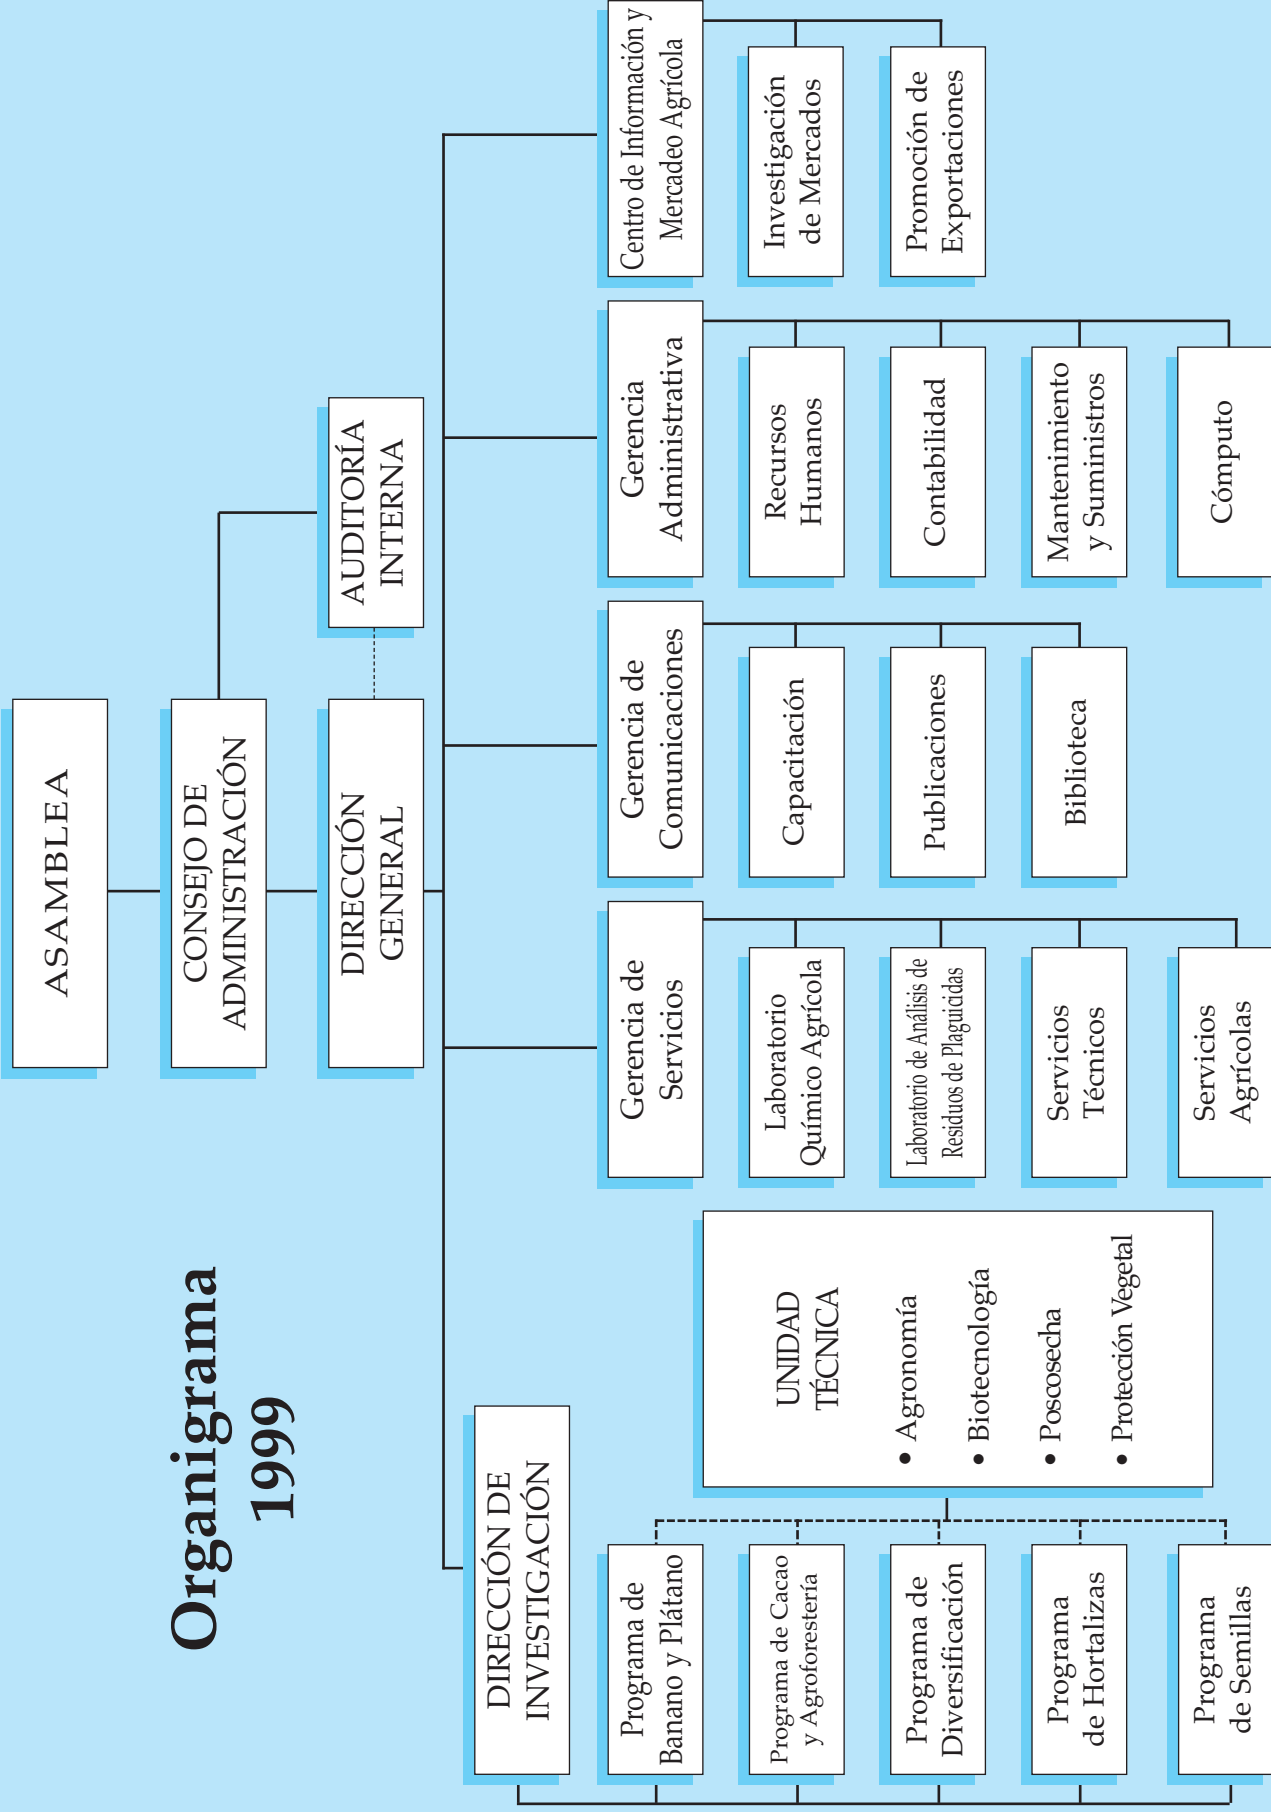 Organigrama
1999
ASAMBLEA
CONSEJO DE
ADMINISTRACIÓN
DIRECCIÓN
GENERAL
AUDITORÍA
INTERNA
DIRECCIÓN DE
INVESTIGACIÓN
Programa de
Banano y Plátano
Programa de Cacao
y Agroforestería
Programa de
Diversificación
Programa
de Hortalizas
Programa
de Semillas
UNIDAD
TÉCNICA
• Agronomía
• Biotecnología
• Poscosecha
• Protección Vegetal
Gerencia de
Servicios
Laboratorio
Químico Agrícola
Laboratorio de Análisis de
Residuos de Plaguicidas
Servicios
Técnicos
Servicios
Agrícolas
Gerencia de
Comunicaciones
Capacitación
Publicaciones
Biblioteca
Gerencia
Administrativa
Recursos
Humanos
Contabilidad
Mantenimiento
y Suministros
Cómputo
Centro de Información y
Mercadeo Agrícola
Investigación
de Mercados
Promoción de
Exportaciones